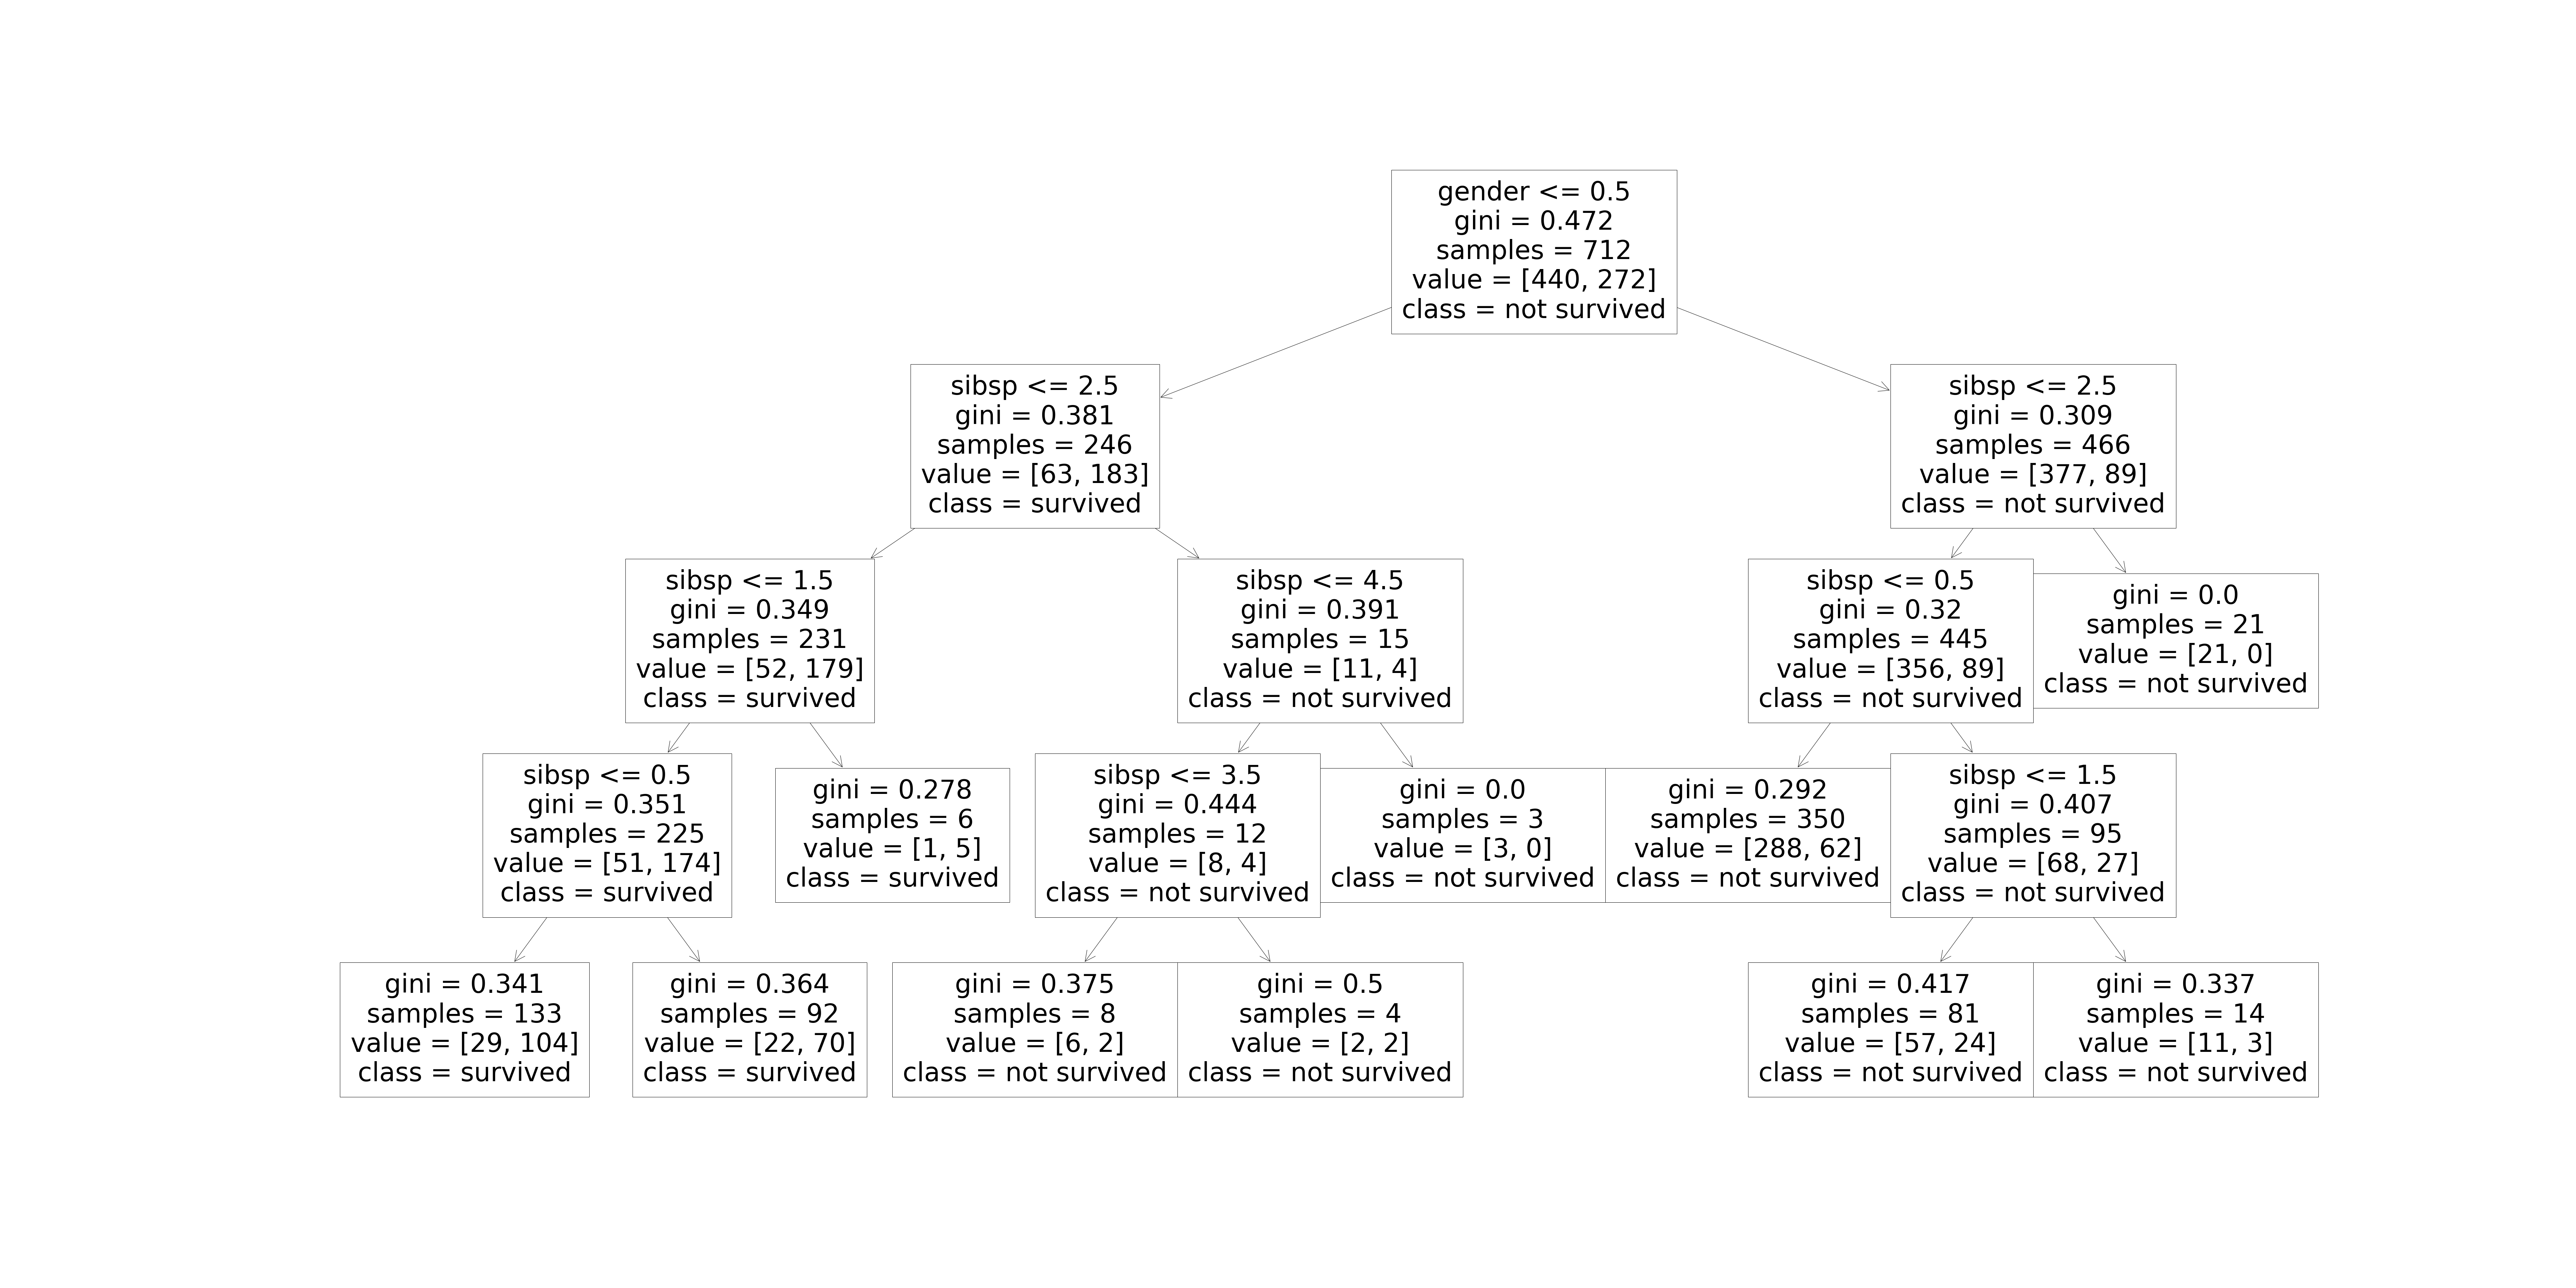 gender <= 0.5
gini = 0.472
samples = 712
value = [440, 272]
class = not survived
sibsp <= 2.5
gini = 0.381
samples = 246
value = [63, 183]
class = survived
sibsp <= 2.5
gini = 0.309
samples = 466
value = [377, 89]
class = not survived
sibsp <= 1.5
gini = 0.349
samples = 231
value = [52, 179]
class = survived
sibsp <= 4.5
gini = 0.391
samples = 15
value = [11, 4]
class = not survived
sibsp <= 0.5
gini = 0.32
samples = 445
value = [356, 89]
class = not survived
gini = 0.0
samples = 21
value = [21, 0]
class = not survived
sibsp <= 0.5
gini = 0.351
samples = 225
value = [51, 174]
class = survived
gini = 0.278
samples = 6
value = [1, 5]
class = survived
sibsp <= 3.5
gini = 0.444
samples = 12
value = [8, 4]
class = not survived
gini = 0.0
samples = 3
value = [3, 0]
class = not survived
gini = 0.292
samples = 350
value = [288, 62]
class = not survived
sibsp <= 1.5
gini = 0.407
samples = 95
value = [68, 27]
class = not survived
gini = 0.341
samples = 133
value = [29, 104]
class = survived
gini = 0.364
samples = 92
value = [22, 70]
class = survived
gini = 0.375
samples = 8
value = [6, 2]
class = not survived
gini = 0.5
samples = 4
value = [2, 2]
class = not survived
gini = 0.417
samples = 81
value = [57, 24]
class = not survived
gini = 0.337
samples = 14
value = [11, 3]
class = not survived